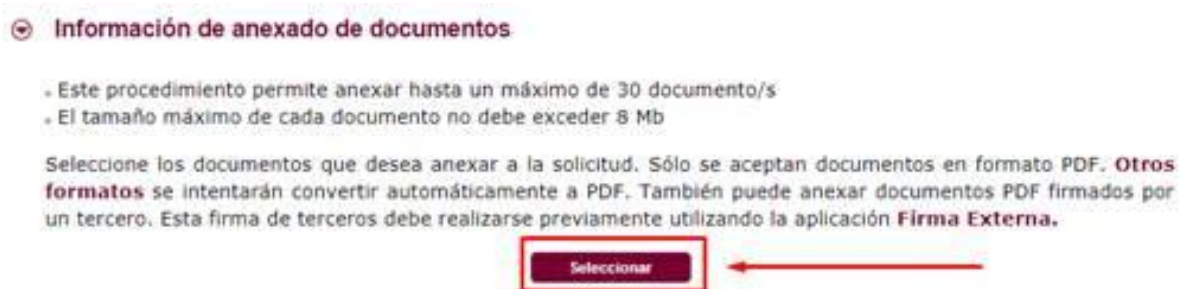 Información de anexado de documentos
. Este procedimiento permite anexar hasta un máximo de 30 documento/s
. El tamaño máximo de cada documento no debe exceder 8 Mb
Seleccione los documentos que desea anexar a la solicitud. Sólo se aceptan documentos en formato PDF. Otros
formatos se intentarán convertir automáticamente a PDF. También puede anexar documentos PDF firmados por
un tercero. Esta firma de terceros debe realizarse previamente utilizando la aplicación Firma Externa.
Seleccionar